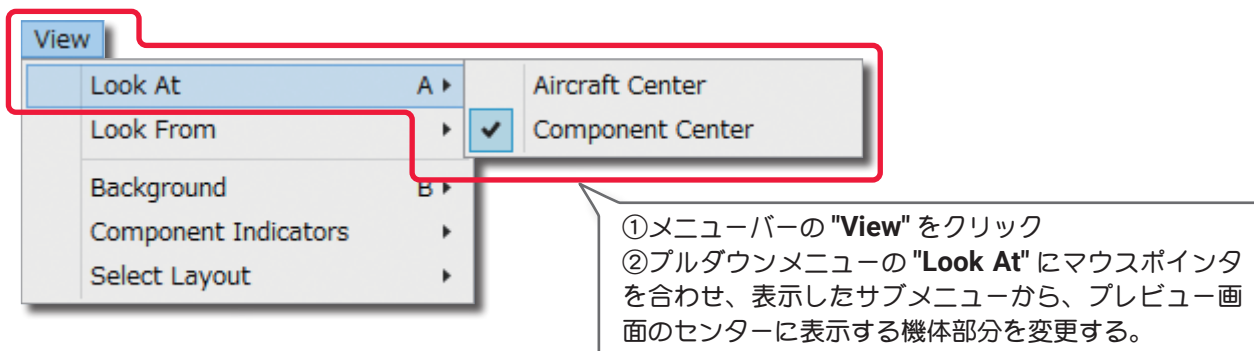 View
Look At A
Aircraft Center
Look From
Component Center
Background B
Component Indicators
Select Layout
①メニューバーの "View" をクリック
②プルダウンメニューの "Look At" にマウスポインタ
を合わせ、表示したサブメニューから、プレビュー画
面のセンターに表示する機体部分を変更する。